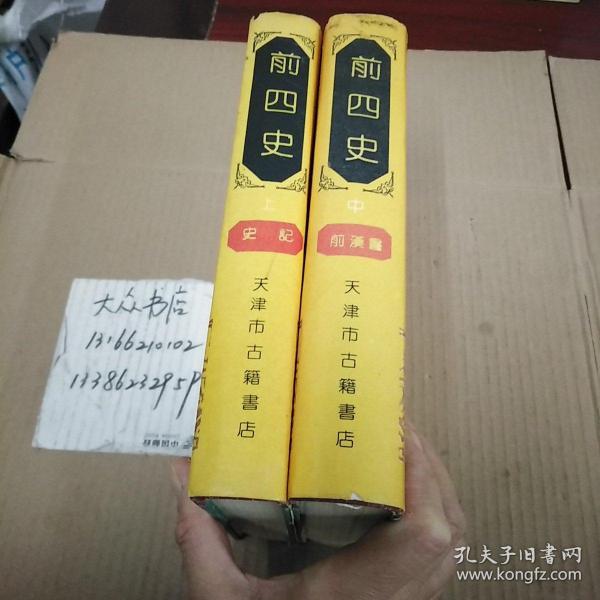 前四史
上
史記
天津市古籍書店
前四史
中
前漢書
天津市古籍書店
大众书店
13166210102
13386232959
孔夫子旧书网
www.kongfz.com